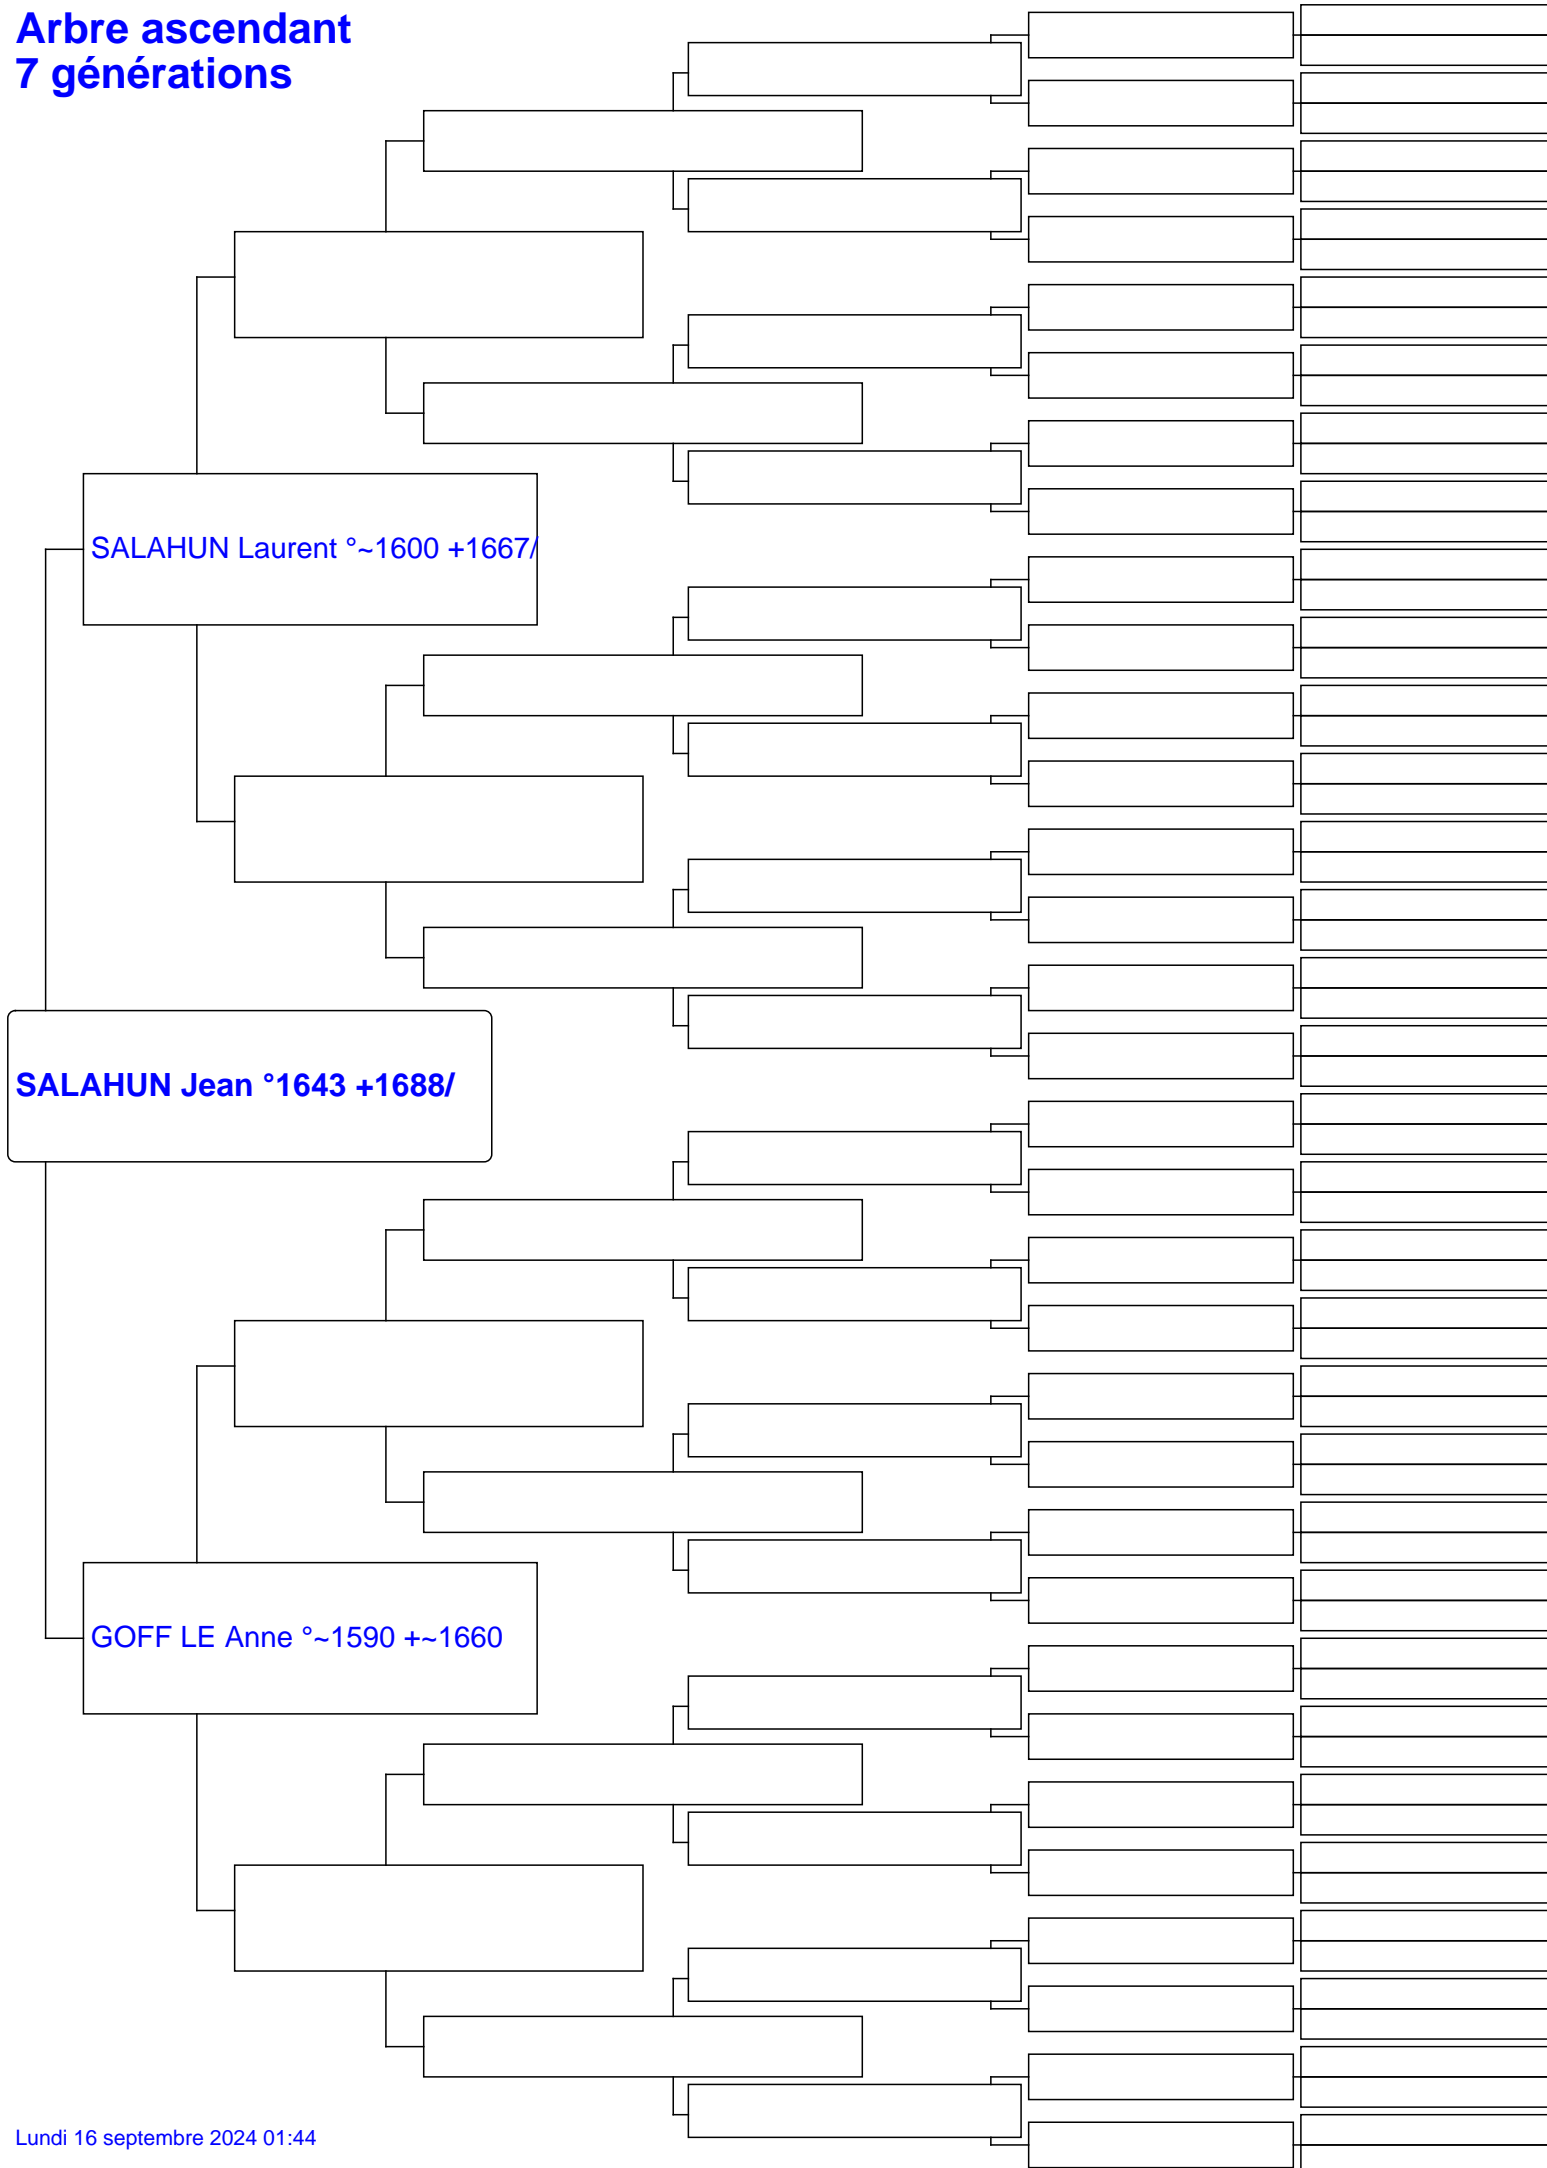 Arbre ascendant
7 générations
SALAHUN Laurent °~1600 +1667/
SALAHUN Jean °1643 +1688/
GOFF LE Anne °~1590 +~1660
Lundi 16 septembre 2024 01:44